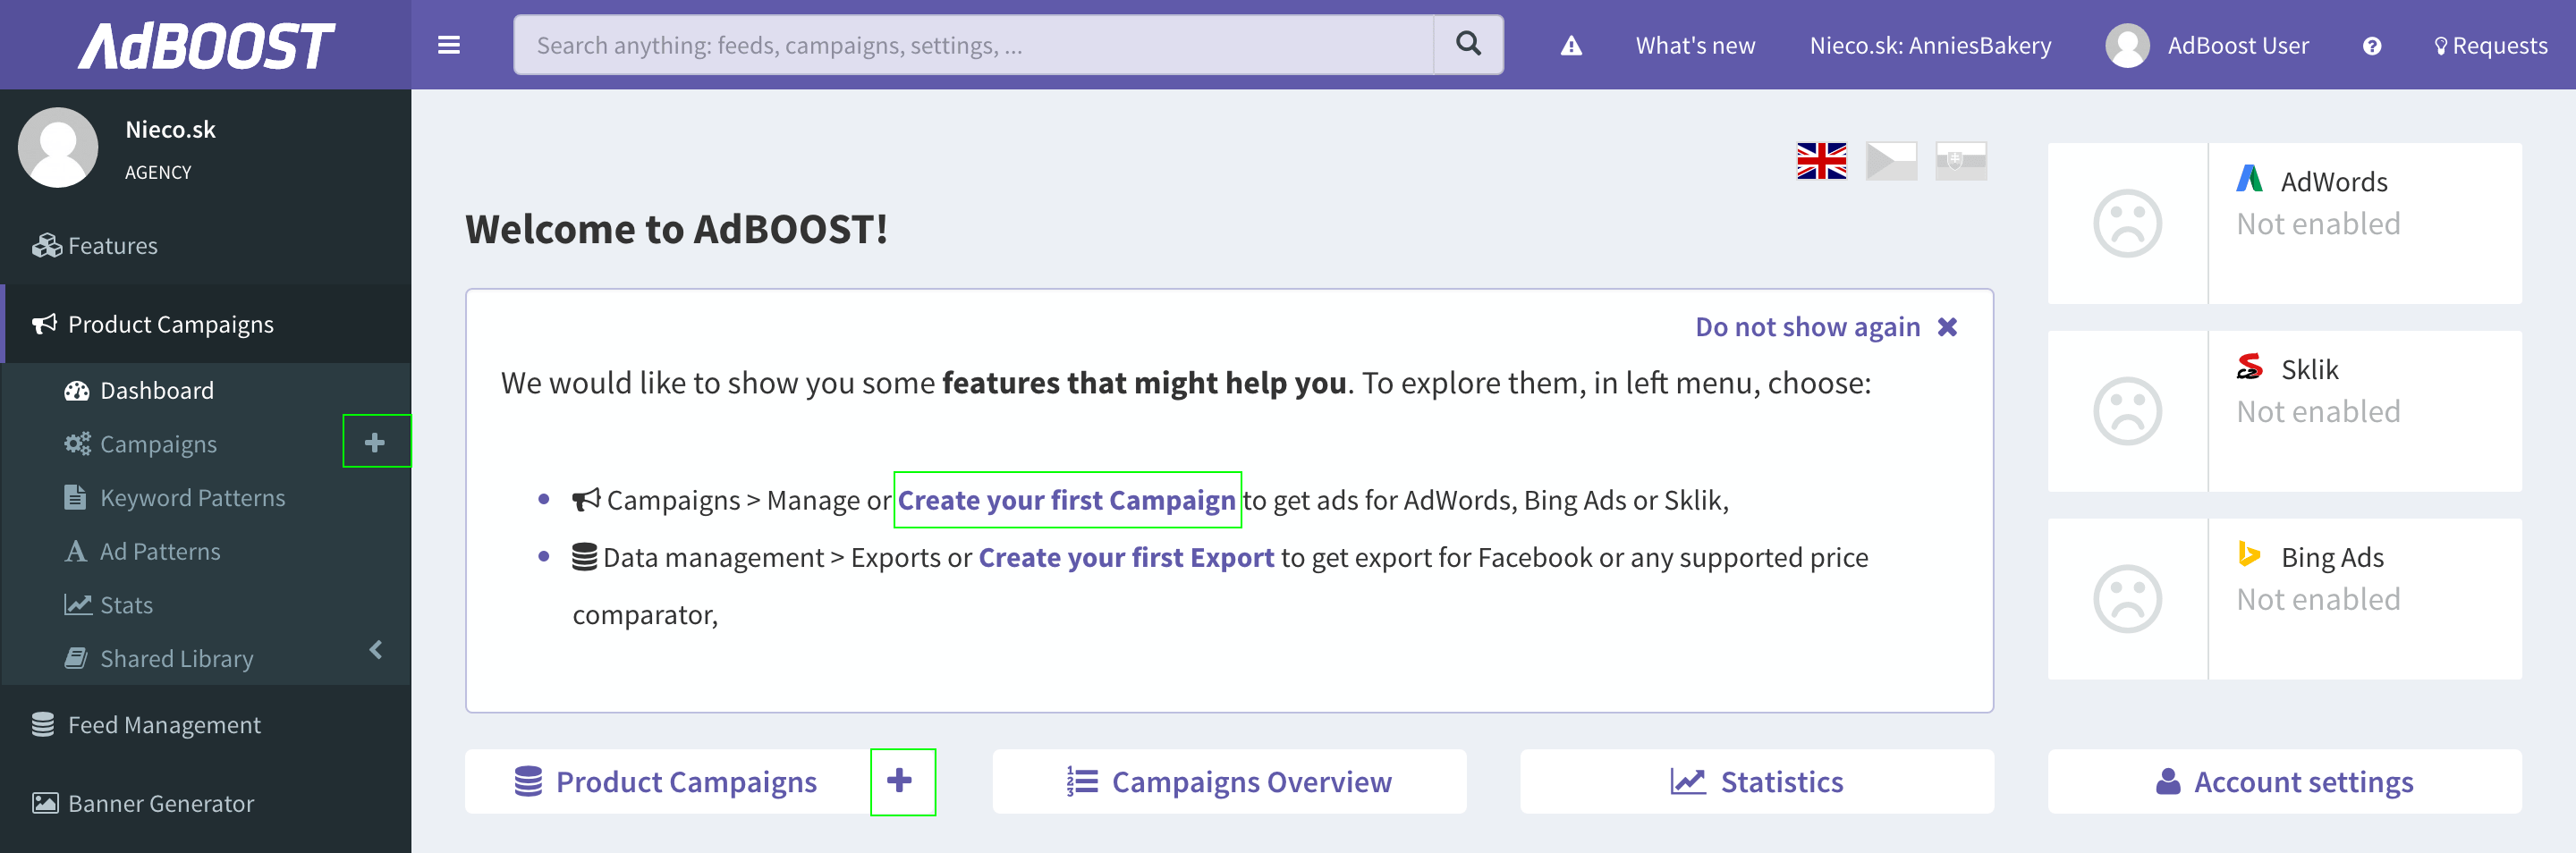 AdBOOST
Search anything: feeds, campaigns, settings, ...
What's new
Nieco.sk: AnniesBakery
AdBoost User
Requests
Nieco.sk
AGENCY
Features
Product Campaigns
Dashboard
Campaigns
Keyword Patterns
Ad Patterns
Stats
Shared Library
Feed Management
Banner Generator
Welcome to AdBOOST!
Do not show again
We would like to show you some features that might help you. To explore them, in left menu, choose:
Campaigns > Manage or Create your first Campaign to get ads for AdWords, Bing Ads or Sklik,
Data management > Exports or Create your first Export to get export for Facebook or any supported price
comparator,
Product Campaigns
Campaigns Overview
Statistics
Account settings
AdWords
Not enabled
Sklik
Not enabled
Bing Ads
Not enabled